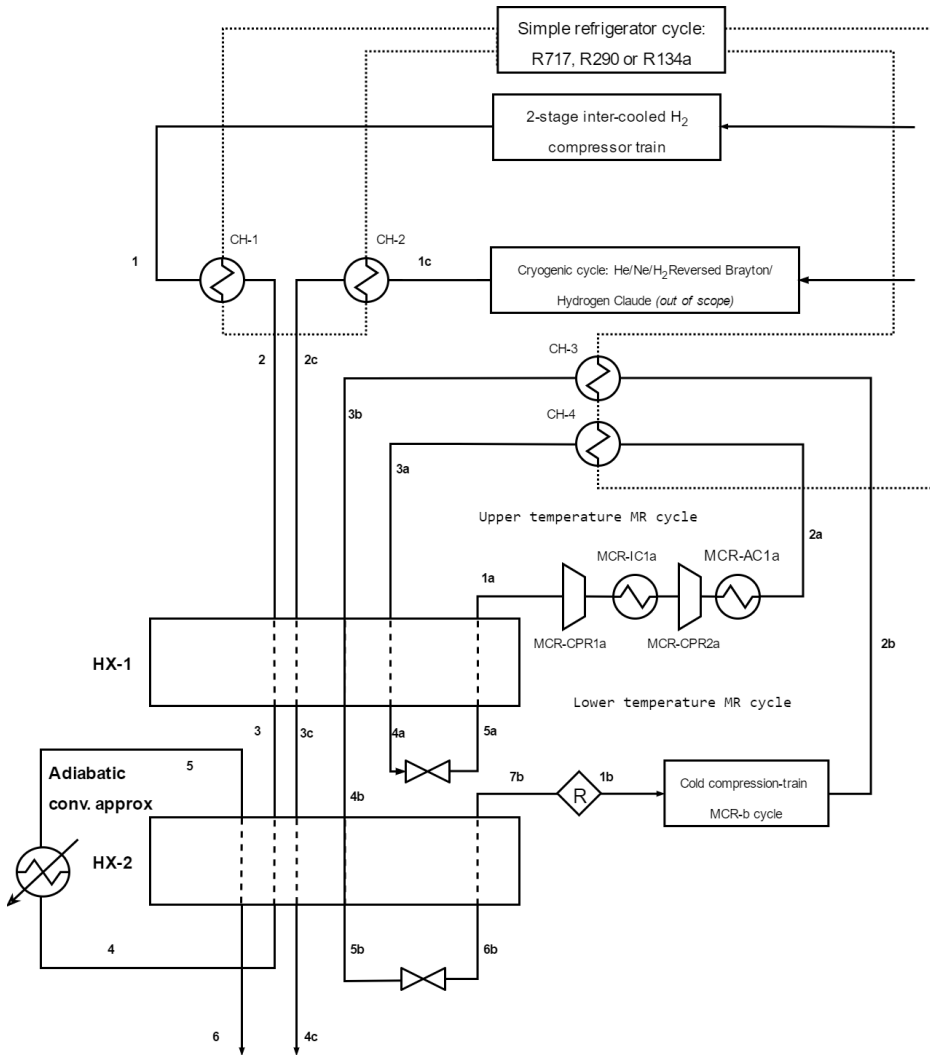 Simple refrigerator cycle:
R717, R290 or R134a
2-stage inter-cooled H2
compressor train
CH-1
CH-2
1
1c
Cryogenic cycle: He/Ne/H2Reversed Brayton/
Hydrogen Claude (out of scope)
CH-3
2
2c
3b
CH-4
3a
Upper temperature MR cycle
2a
MCR-IC1a
MCR-AC1a
1a
MCR-CPR1a
MCR-CPR2a
2b
HX-1
Lower temperature MR cycle
3
3c
4a
5a
5
Adiabatic
conv. approx
4b
7b
R
1b
Cold compression-train
MCR-b cycle
HX-2
4
5b
6b
6
4c